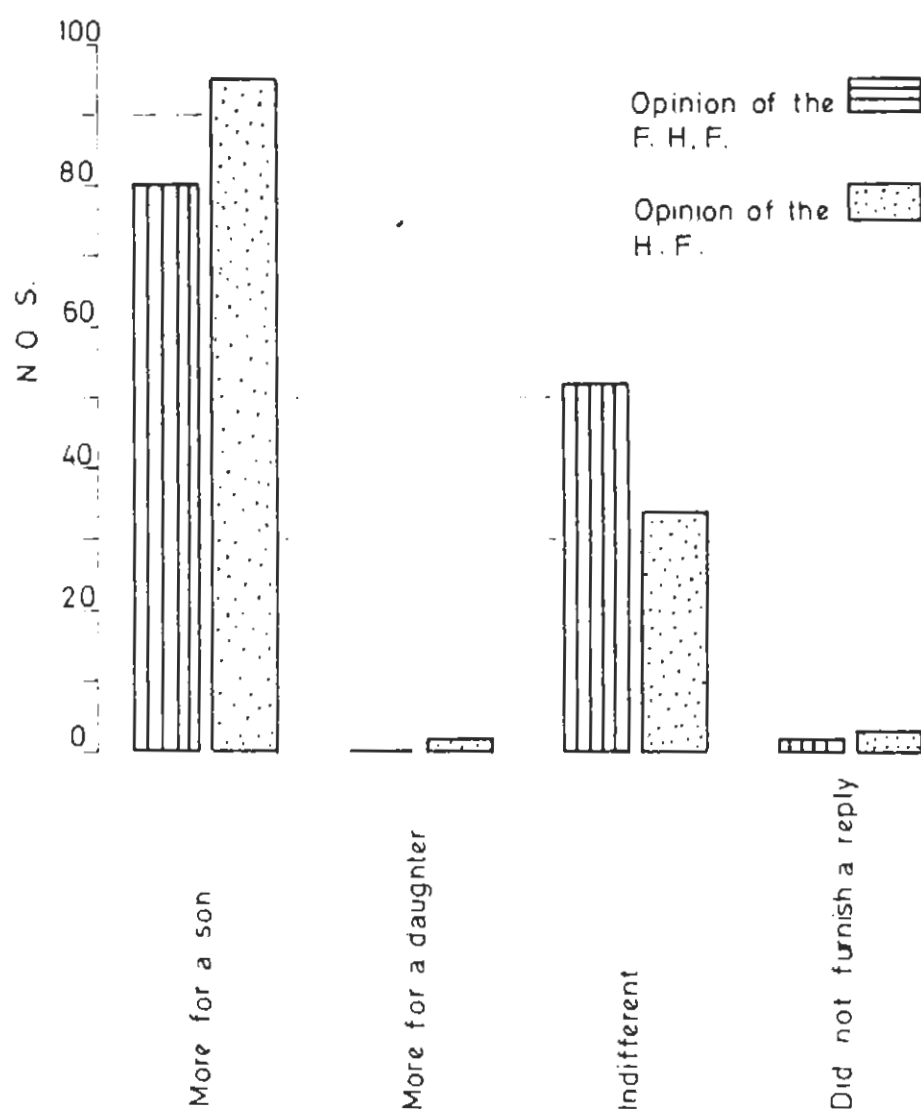 100
80
60
40
20
0
N O S.
Opinion of the
F. H. F.
Opinion of the
H. F.
More for a son
More for a daugnter
Indifferent
Did not furnish a reply